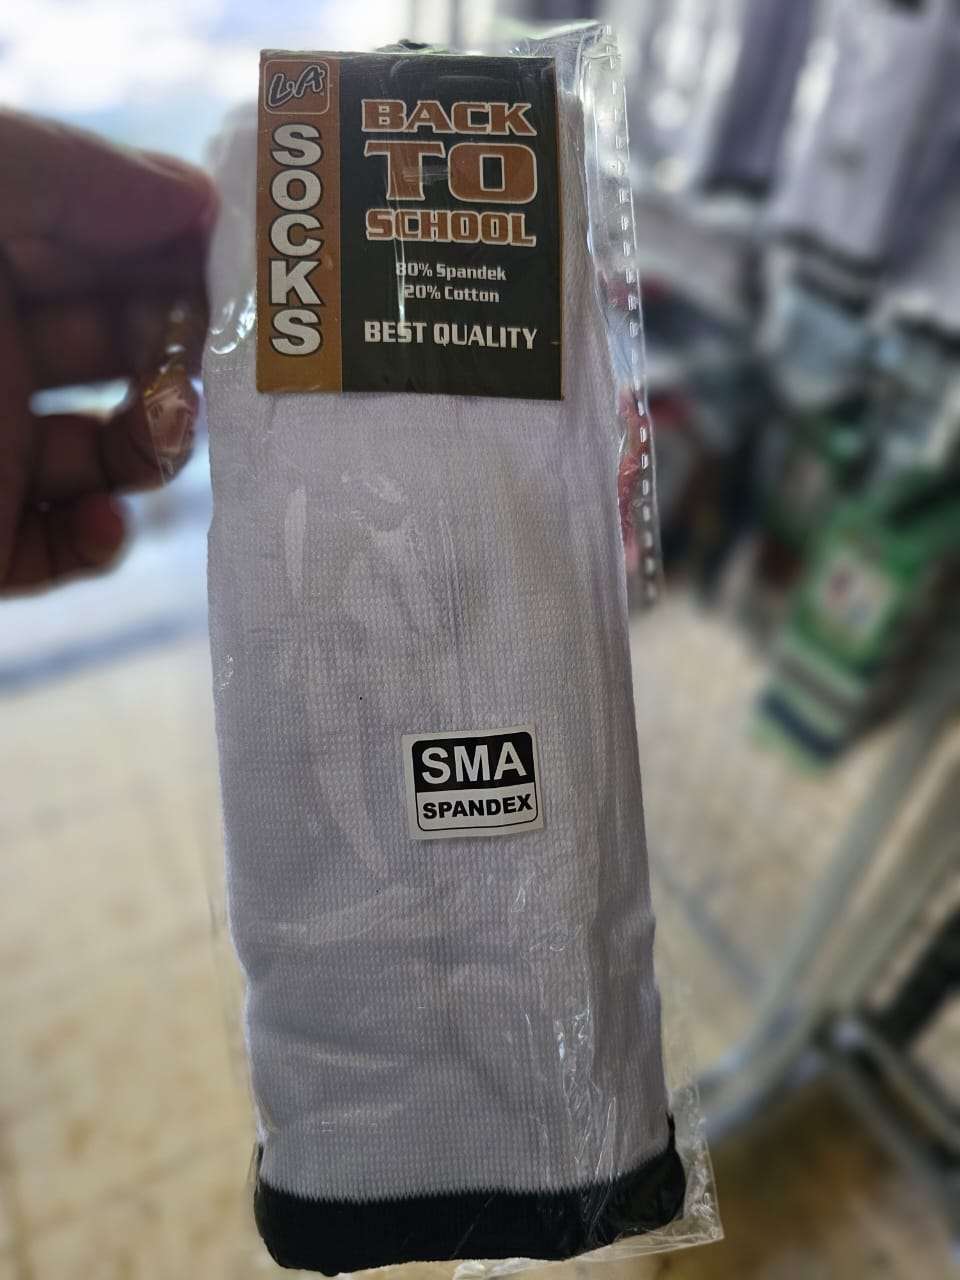 LA
SOCKS
BACK
TO
SCHOOL
80% Spandek
20% Cotton
BEST QUALITY
SMA
SPANDEX